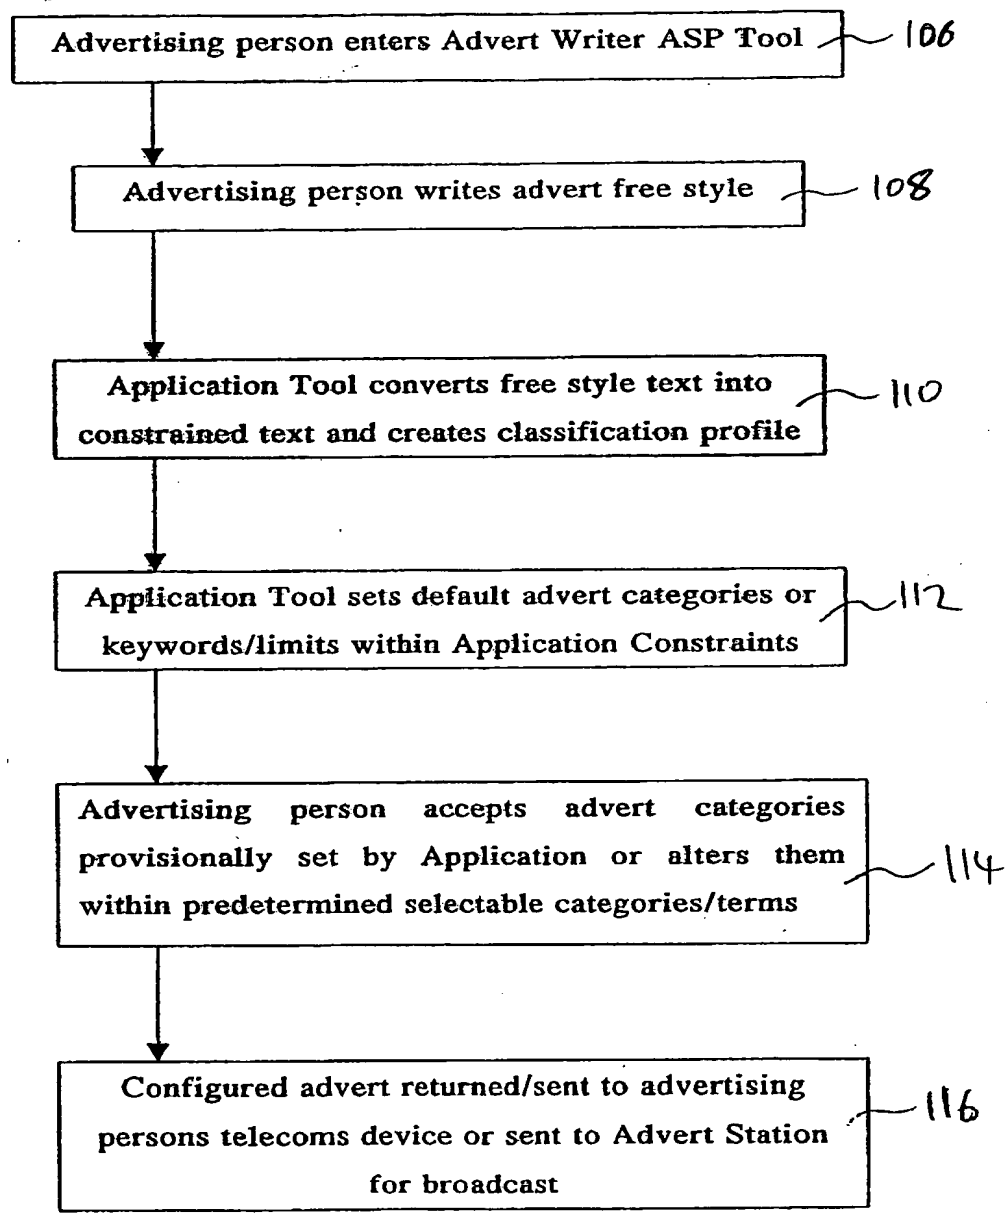 Advertising person enters Advert Writer ASP Tool
106
Advertising person writes advert free style
108
Application Tool converts free style text into
constrained text and creates classification profile
110
Application Tool sets default advert categories or
keywords/limits within Application Constraints
112
Advertising person accepts advert categories
provisionally set by Application or alters them
within predetermined selectable categories/terms
114
Configured advert returned/sent to advertising
persons telecoms device or sent to Advert Station
for broadcast
116